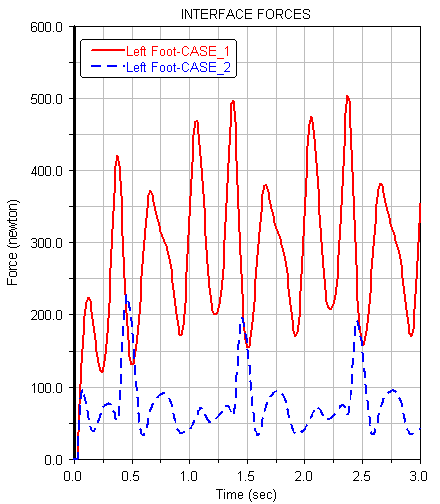 INTERFACE FORCES
600.0
500.0
400.0
300.0
200.0
100.0
0.0
Force (newton)
Left Foot-CASE_1
Left Foot-CASE_2
0.0 0.5 1.0 1.5 2.0 2.5 3.0
Time (sec)